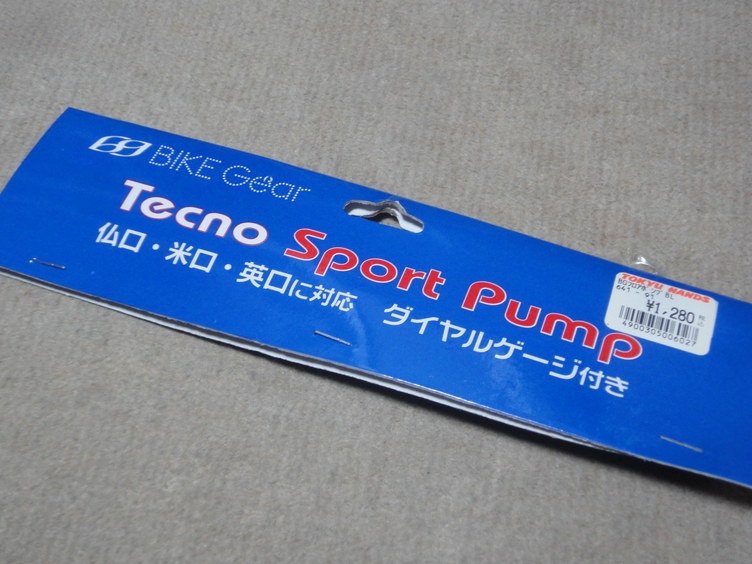 BIKE Gear
Tecno Sport Pump
仏口・米口・英口に対応 ダイヤルゲージ付き
TOKYU HANDS
¥1,280
4900305006027